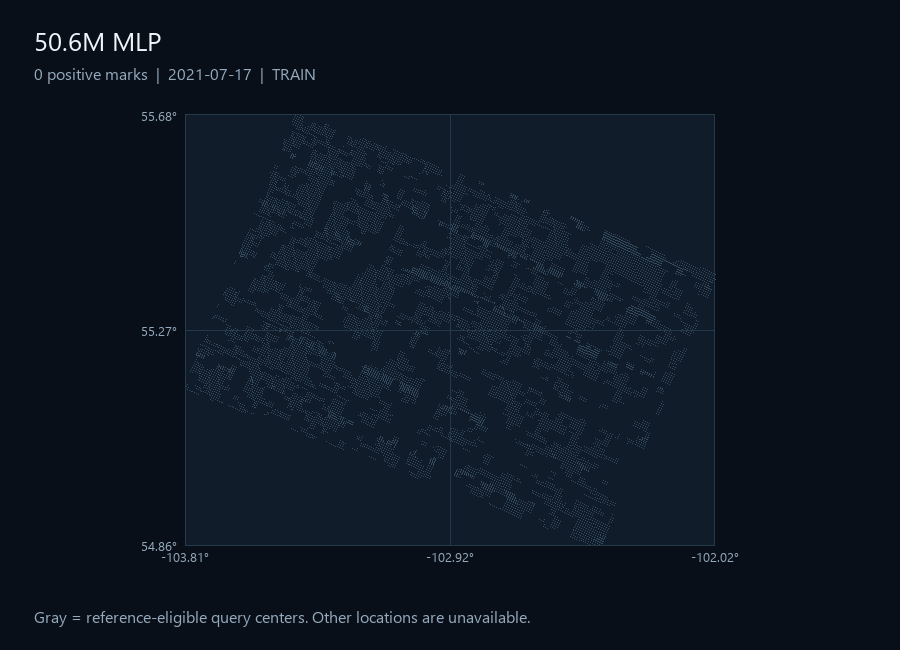 50.6M MLP
0 positive marks | 2021-07-17 | TRAIN
55.68°
55.27°
54.86°
-103.81°
-102.92°
-102.02°
Gray = reference-eligible query centers. Other locations are unavailable.